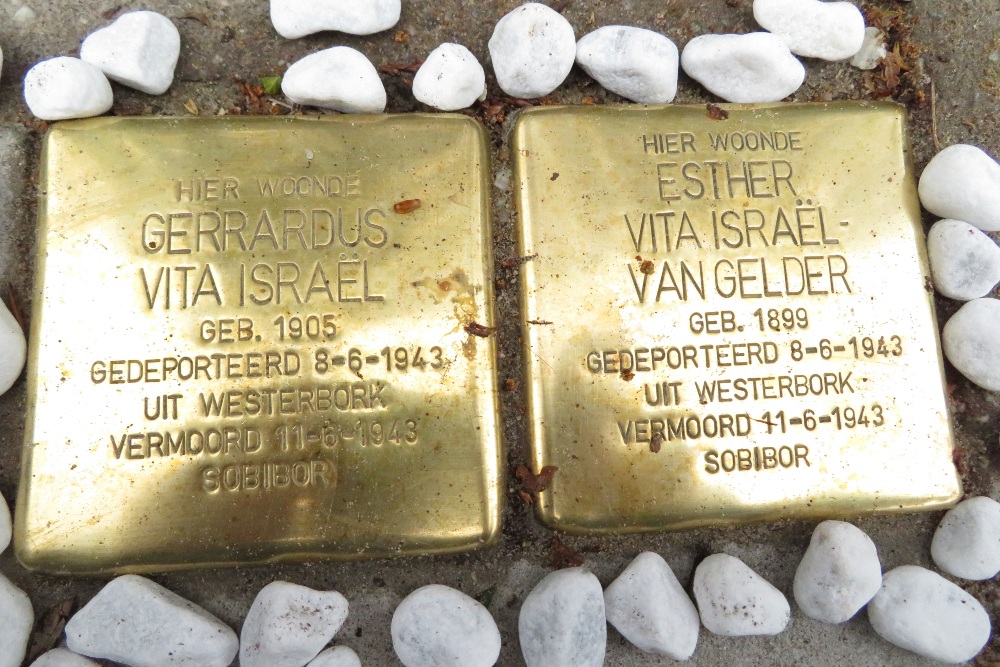 HIER WOONDE
GERRARDUS
VITA ISRAËL
GEB. 1905
GEDEPORTEERD 8-6-1943
UIT WESTERBORK
VERMOORD 11-6-1943
SOBIBOR
HIER WOONDE
ESTHER
VITA ISRAËL-
VAN GELDER
GEB. 1899
GEDEPORTEERD 8-6-1943
UIT WESTERBORK
VERMOORD 11-6-1943
SOBIBOR